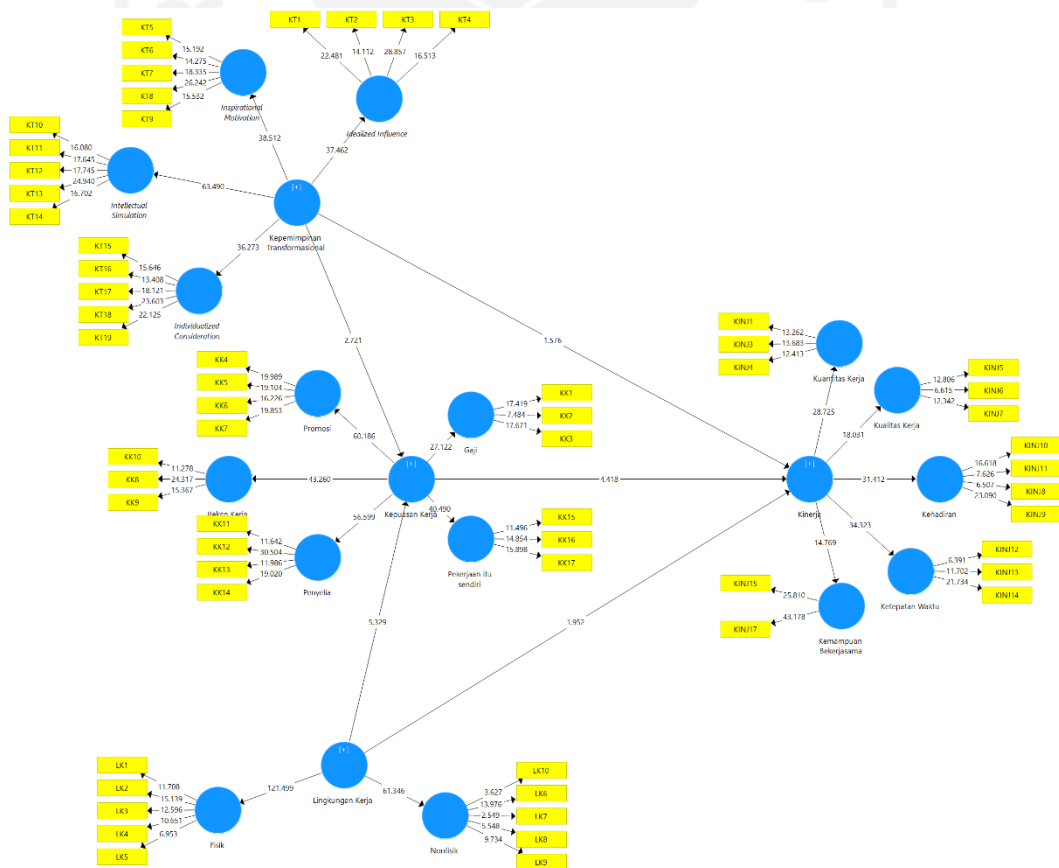 KT1
KT2
KT3
KT4
22.481
14.112
28.857
16.513
Idealized Influence
KT5
KT6
KT7
KT8
KT9
15.192
14.275
18.335
26.242
15.532
Inspirational
Motivation
38.512
37.462
KT10
KT11
KT12
KT13
KT14
16.080
17.645
17.745
24.940
16.702
Intellectual
Simulation
63.490
[+]
Kepemimpinan
Transformasional
36.273
KT15
KT16
KT17
KT18
KT19
15.646
13.408
18.121
23.603
22.125
Individualized
Consideration
2.721
1.576
KINJ1
KINJ3
KINJ4
13.262
13.683
12.413
Kuantitas Kerja
28.725
KINJ5
KINJ6
KINJ7
12.806
6.615
12.342
Kualitas Kerja
18.031
KK4
KK5
KK6
KK7
19.989
19.104
16.226
19.853
Promosi
60.186
KK1
KK2
KK3
17.419
7.484
17.671
Gaji
27.122
KK10
KK8
KK9
11.278
24.317
15.367
43.260
[+]
Kepuasan Kerja
4.418
[+]
Kinerja
31.412
KINJ10
KINJ11
KINJ8
KINJ9
16.618
7.626
6.507
23.090
Kehadiran
56.599
40.490
KK11
KK12
KK13
KK14
11.642
30.504
11.986
19.020
Penyelia
KK15
KK16
KK17
11.496
14.854
15.898
Pekerjaan itu
sendiri
34.323
14.769
KINJ12
KINJ13
KINJ14
6.391
11.702
21.734
Ketepatan Waktu
KINJ15
KINJ17
25.810
43.178
Kemampuan
Bekerjasama
5.329
1.952
[+]
Lingkungan Kerja
121.499
61.346
LK1
LK2
LK3
LK4
LK5
11.708
15.139
12.596
10.651
6.953
Fisik
LK10
LK6
LK7
LK8
LK9
3.627
13.976
2.549
5.548
9.734
Nonfisik